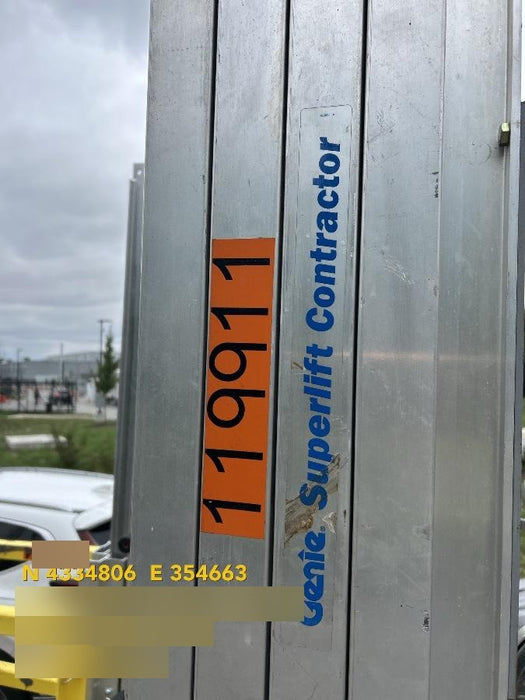 119911
Genie Superlift Contractor
N 4334806 E 354663